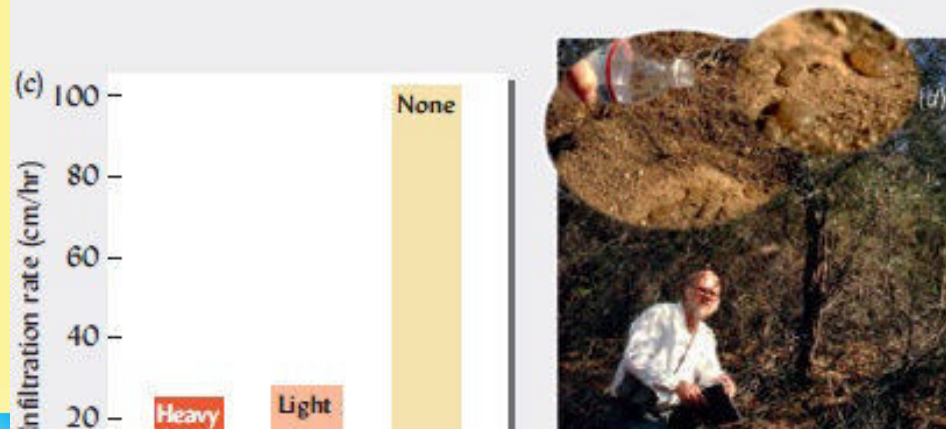 (c)
100
80
60
40
20
Infiltration rate (cm/hr)
None
Light
Heavy
(d)